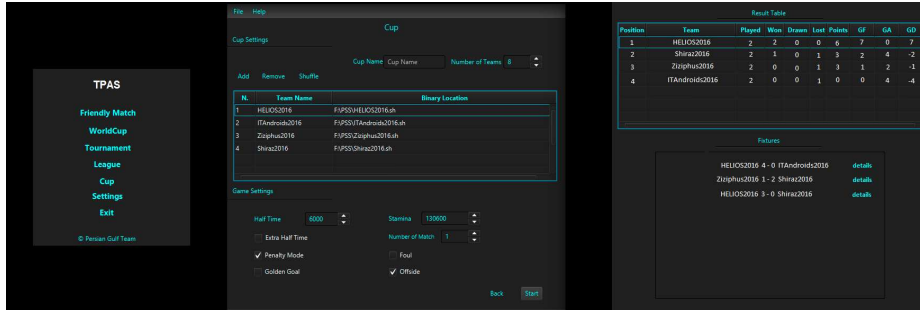 TPAS
Friendly Match
WorldCup
Tournament
League
Cup
Settings
Exit
© Persian Gulf Team
File Help
Cup
Cup Settings
Cup Name Cup Name Number of Teams 8
Add Remove Shuffle
N. Team Name Binary Location
1 HELIOS2016 F:\PSS\HELIOS2016.sh
2 ITAndroids2016 F:\PSS\ITAndroids2016.sh
3 Ziziphus2016 F:\PSS\Ziziphus2016.sh
4 Shiraz2016 F:\PSS\Shiraz2016.sh
Game Settings
Half Time 6000 Stamina 130600
Extra Half Time Number of Match 1
Penalty Mode Foul
Golden Goal Offside
Back Start
Result Table
Position Team Played Won Drawn Lost Points GF GA GD
1 HELIOS2016 2 2 0 0 6 7 0 7
2 Shiraz2016 2 1 0 1 3 2 4 -2
3 Ziziphus2016 2 0 0 1 3 1 2 -1
4 ITAndroids2016 2 0 0 1 0 0 4 -4
Fixtures
HELIOS2016 4 - 0 ITAndroids2016 details
Ziziphus2016 1 - 2 Shiraz2016 details
HELIOS2016 3 - 0 Shiraz2016 details